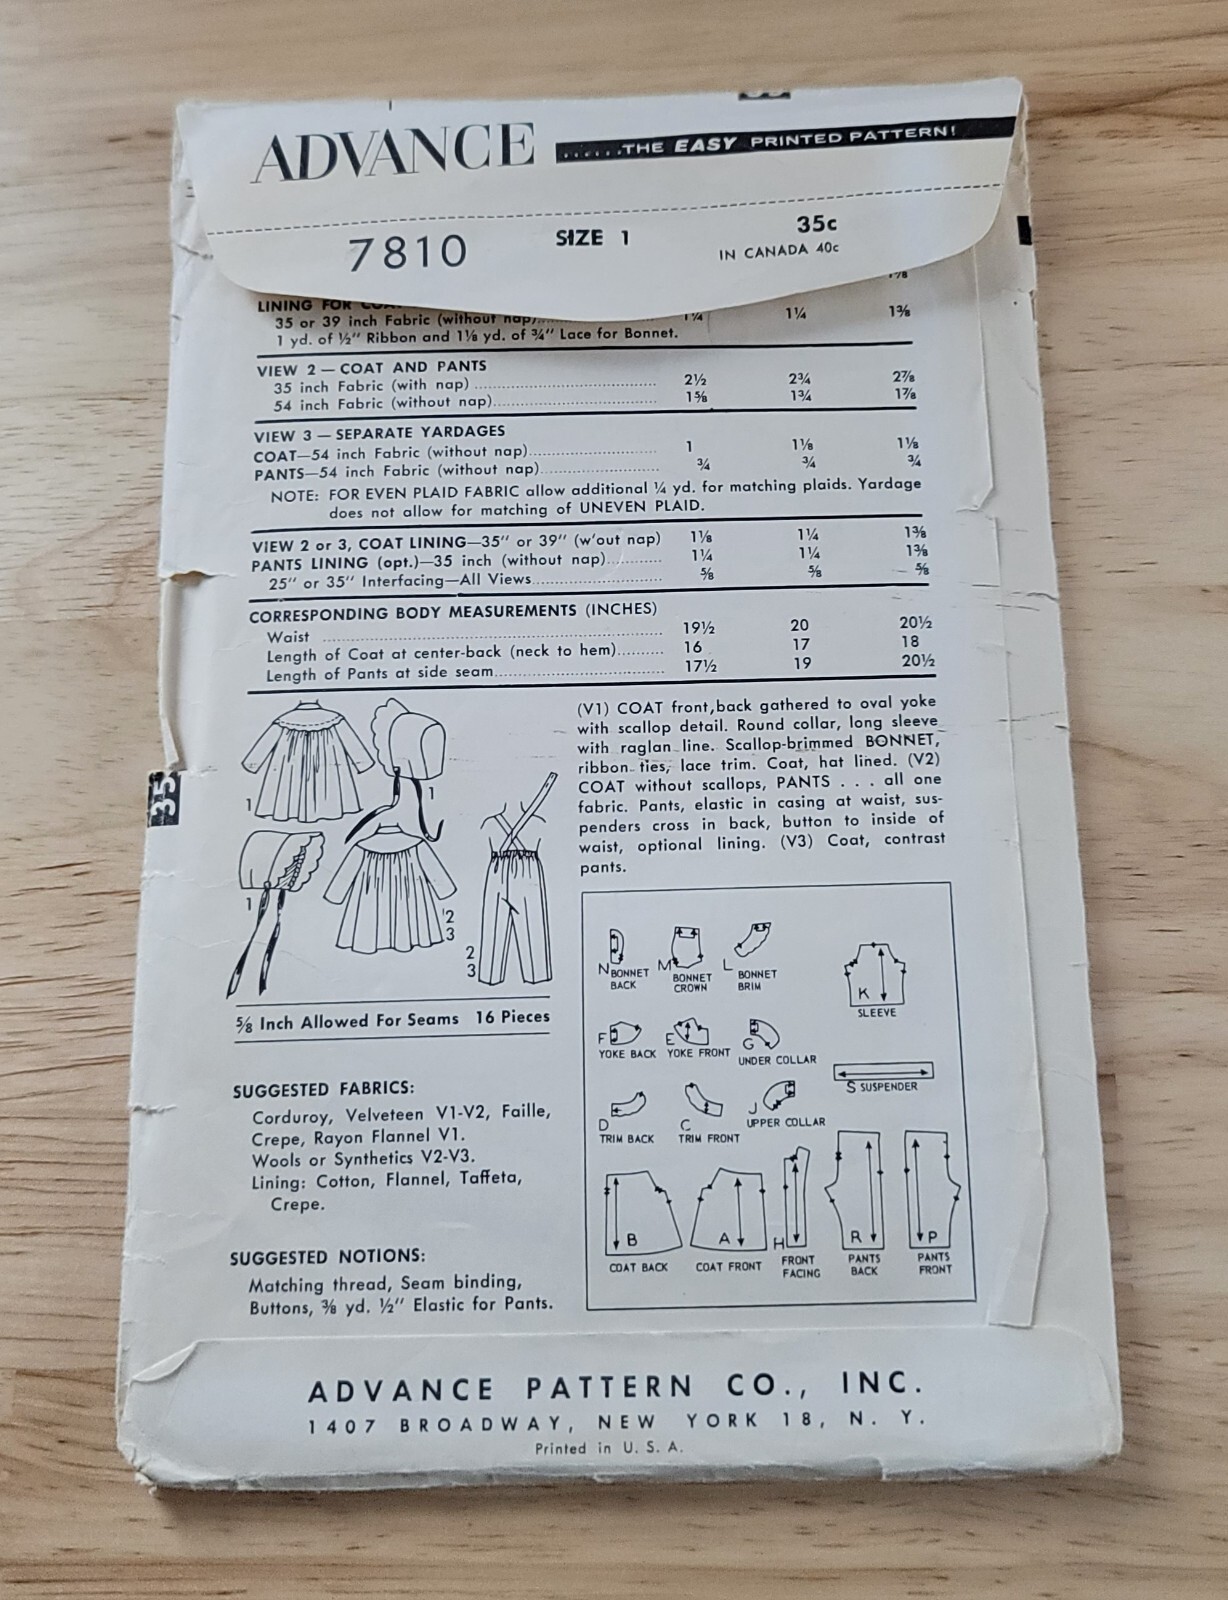 ADVANCE ......THE EASY PRINTED PATTERN!
7810 SIZE 1 35c
IN CANADA 40c
LINING FOR
35 or 39 inch Fabric (without nap) 1¼ 1¼ 1⅜
1 yd. of ½" Ribbon and 1⅛ yd. of ¾" Lace for Bonnet.
VIEW 2 — COAT AND PANTS
35 inch Fabric (with nap) 2½ 2¾ 2⅞
54 inch Fabric (without nap) 1⅝ 1¾ 1⅞
VIEW 3 — SEPARATE YARDAGES
COAT—54 inch Fabric (without nap) 1 1⅛ 1⅛
PANTS—54 inch Fabric (without nap) ¾ ¾ ¾
NOTE: FOR EVEN PLAID FABRIC allow additional ¼ yd. for matching plaids. Yardage
does not allow for matching of UNEVEN PLAID.
VIEW 2 or 3, COAT LINING—35" or 39" (w'out nap) 1⅛ 1¼ 1⅜
PANTS LINING (opt.)—35 inch (without nap) 1¼ 1¼ 1⅜
25" or 35" Interfacing—All Views ⅝ ⅝ ⅝
CORRESPONDING BODY MEASUREMENTS (INCHES)
Waist 19½ 20 20½
Length of Coat at center-back (neck to hem) 16 17 18
Length of Pants at side seam 17½ 19 20½
(V1) COAT front, back gathered to oval yoke
with scallop detail. Round collar, long sleeve
with raglan line. Scallop-brimmed BONNET,
ribbon ties, lace trim. Coat, hat lined. (V2)
COAT without scallops, PANTS . . . all one
fabric. Pants, elastic in casing at waist, sus-
penders cross in back, button to inside of
waist, optional lining. (V3) Coat, contrast
pants.
35
1
1
1
2
3
2
3
⅝ Inch Allowed For Seams 16 Pieces
SUGGESTED FABRICS:
Corduroy, Velveteen V1-V2, Faille,
Crepe, Rayon Flannel V1.
Wools or Synthetics V2-V3.
Lining: Cotton, Flannel, Taffeta,
Crepe.
SUGGESTED NOTIONS:
Matching thread, Seam binding,
Buttons, ⅜ yd. ½" Elastic for Pants.
N BONNET BACK
M BONNET CROWN
L BONNET BRIM
K SLEEVE
F YOKE BACK
E YOKE FRONT
G UNDER COLLAR
S SUSPENDER
D TRIM BACK
C TRIM FRONT
J UPPER COLLAR
B COAT BACK
A COAT FRONT
H FRONT FACING
R PANTS BACK
P PANTS FRONT
ADVANCE PATTERN CO., INC.
1407 BROADWAY, NEW YORK 18, N. Y.
Printed in U. S. A.